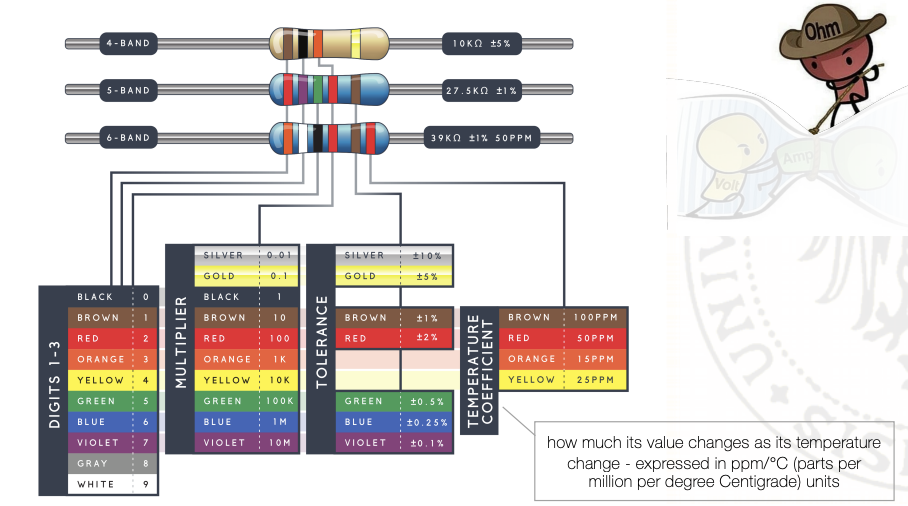 4-BAND
10KΩ ±5%
5-BAND
27.5KΩ ±1%
6-BAND
39KΩ ±1% 50PPM
Ohm
Volt
Amp
DIGITS 1-3
BLACK 0
BROWN 1
RED 2
ORANGE 3
YELLOW 4
GREEN 5
BLUE 6
VIOLET 7
GRAY 8
WHITE 9
MULTIPLIER
SILVER 0.01
GOLD 0.1
BLACK 1
BROWN 10
RED 100
ORANGE 1K
YELLOW 10K
GREEN 100K
BLUE 1M
VIOLET 10M
TOLERANCE
SILVER ±10%
GOLD ±5%
BROWN ±1%
RED ±2%
GREEN ±0.5%
BLUE ±0.25%
VIOLET ±0.1%
TEMPERATURE
COEFFICIENT
BROWN 100PPM
RED 50PPM
ORANGE 15PPM
YELLOW 25PPM
how much its value changes as its temperature
change - expressed in ppm/°C (parts per
million per degree Centigrade) units